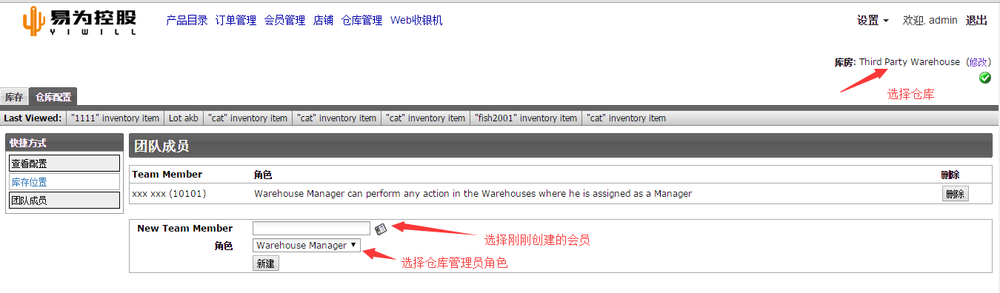 易为控股
YIWILL
产品目录 订单管理 会员管理 店铺 仓库管理 Web收银机
设置 欢迎, admin 退出
库房: Third Party Warehouse (修改)
选择仓库
库存 仓库配置
Last Viewed: "1111" inventory item Lot akb "cat" inventory item "cat" inventory item "cat" inventory item "fish2001" inventory item "cat" inventory item
快捷方式
查看配置
库存位置
团队成员
团队成员
Team Member 角色 删除
xxx xxx (10101) Warehouse Manager can perform any action in the Warehouses where he is assigned as a Manager 删除
New Team Member
选择刚刚创建的会员
角色 Warehouse Manager
选择仓库管理员角色
新建